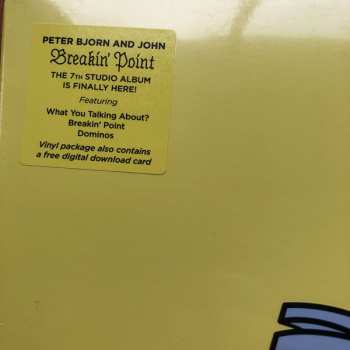 PETER BJORN AND JOHN
Breakin' Point
THE 7TH STUDIO ALBUM
IS FINALLY HERE!
Featuring
What You Talking About?
Breakin' Point
Dominos
Vinyl package also contains
a free digital download card